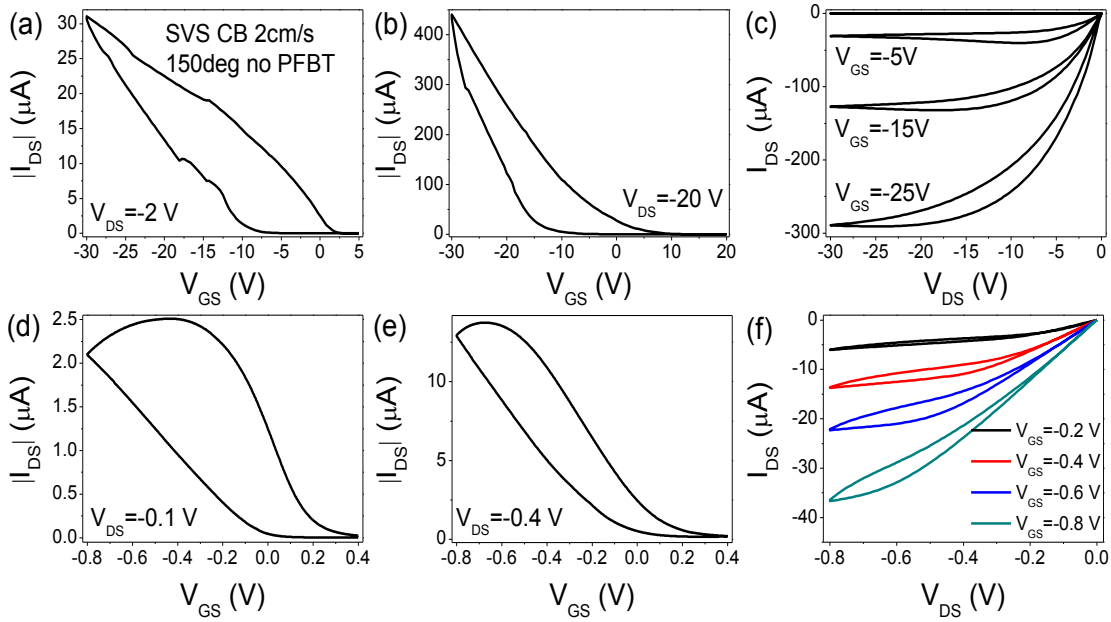 (a)
SVS CB 2cm/s
150deg no PFBT
V_DS=-2 V
|I_DS| (μA)
0
5
10
15
20
25
30
-30 -25 -20 -15 -10 -5 0 5
V_GS (V)
(b)
V_DS=-20 V
|I_DS| (μA)
100
200
300
400
-30 -20 -10 0 10 20
V_GS (V)
(c)
V_GS=-5V
V_GS=-15V
V_GS=-25V
I_DS (μA)
0
-100
-200
-300
-30 -25 -20 -15 -10 -5 0
V_DS (V)
(d)
V_DS=-0.1 V
|I_DS| (μA)
0.0
0.5
1.0
1.5
2.0
2.5
-0.8 -0.6 -0.4 -0.2 0.0 0.2 0.4
V_GS (V)
(e)
V_DS=-0.4 V
|I_DS| (μA)
5
10
-0.8 -0.6 -0.4 -0.2 0.0 0.2 0.4
V_GS (V)
(f)
V_GS=-0.2 V
V_GS=-0.4 V
V_GS=-0.6 V
V_GS=-0.8 V
I_DS (μA)
0
-10
-20
-30
-40
-0.8 -0.6 -0.4 -0.2 0.0
V_DS (V)